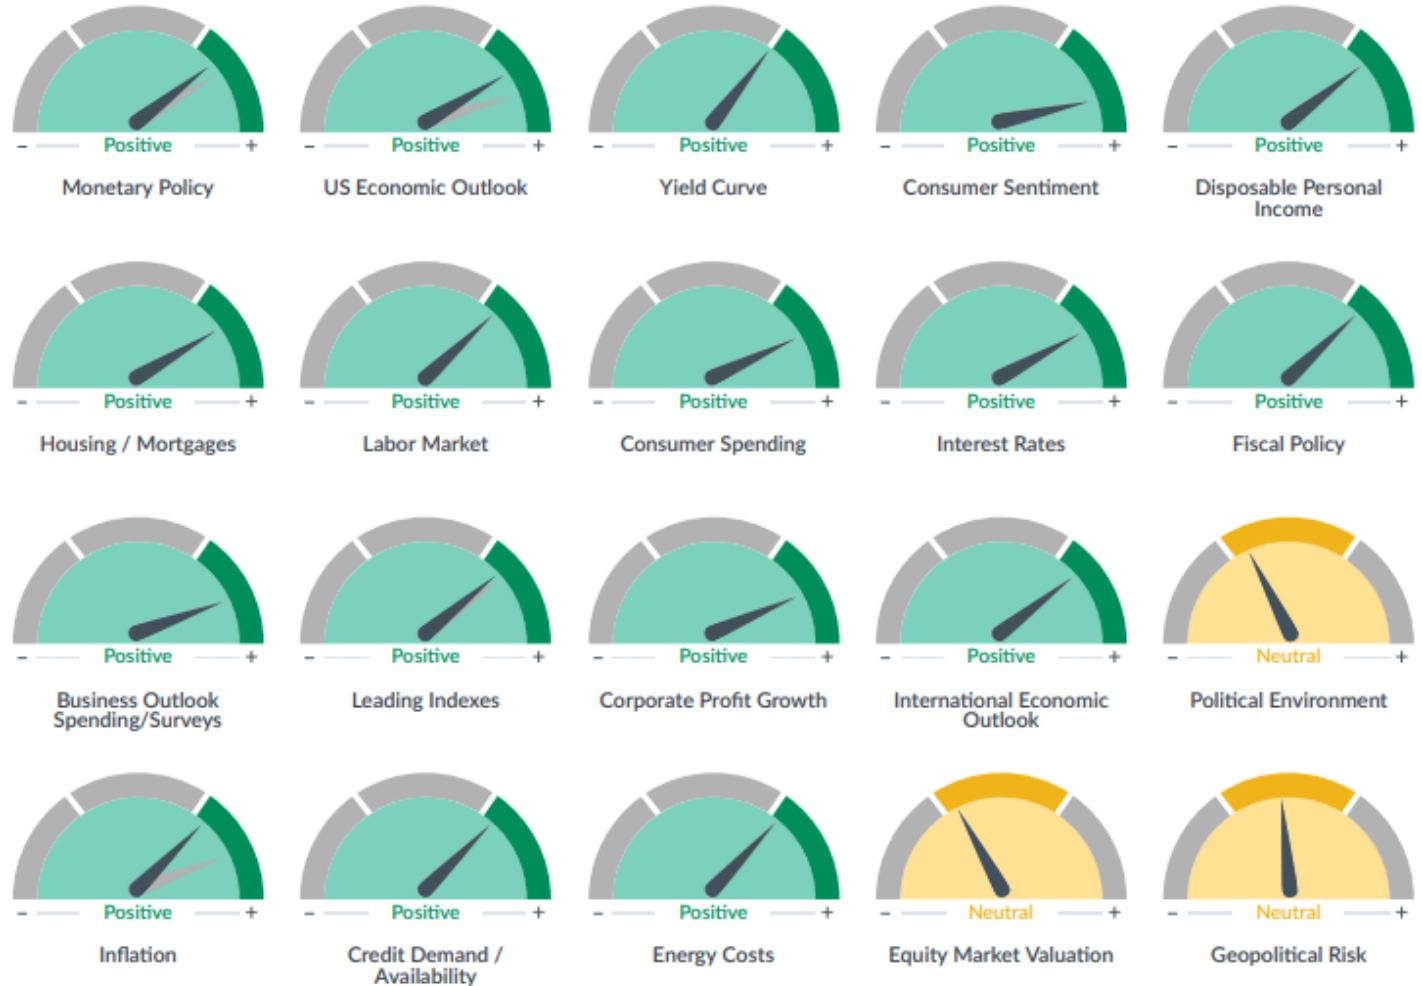 – Positive +
– Positive +
– Positive +
– Positive +
– Positive +
Monetary Policy
US Economic Outlook
Yield Curve
Consumer Sentiment
Disposable Personal
Income
– Positive +
– Positive +
– Positive +
– Positive +
– Positive +
Housing / Mortgages
Labor Market
Consumer Spending
Interest Rates
Fiscal Policy
– Positive +
– Positive +
– Positive +
– Positive +
– Neutral +
Business Outlook
Spending/Surveys
Leading Indexes
Corporate Profit Growth
International Economic
Outlook
Political Environment
– Positive +
– Positive +
– Positive +
– Neutral +
– Neutral +
Inflation
Credit Demand /
Availability
Energy Costs
Equity Market Valuation
Geopolitical Risk